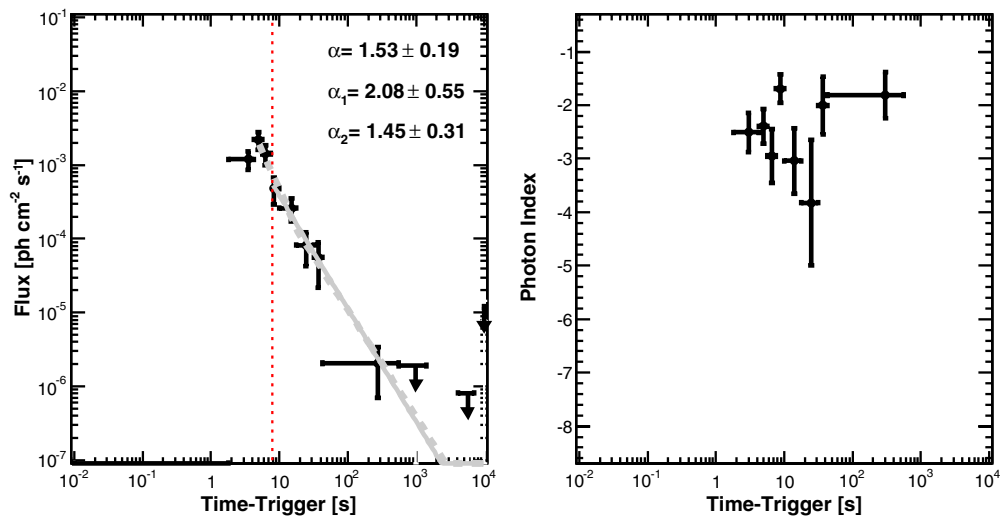 α= 1.53 ± 0.19
α₁= 2.08 ± 0.55
α₂= 1.45 ± 0.31
Flux [ph cm⁻² s⁻¹]
10⁻¹
10⁻²
10⁻³
10⁻⁴
10⁻⁵
10⁻⁶
10⁻⁷
10⁻² 10⁻¹ 1 10 10² 10³ 10⁴
Time-Trigger [s]
Photon Index
-1
-2
-3
-4
-5
-6
-7
-8
10⁻² 10⁻¹ 1 10 10² 10³ 10⁴
Time-Trigger [s]